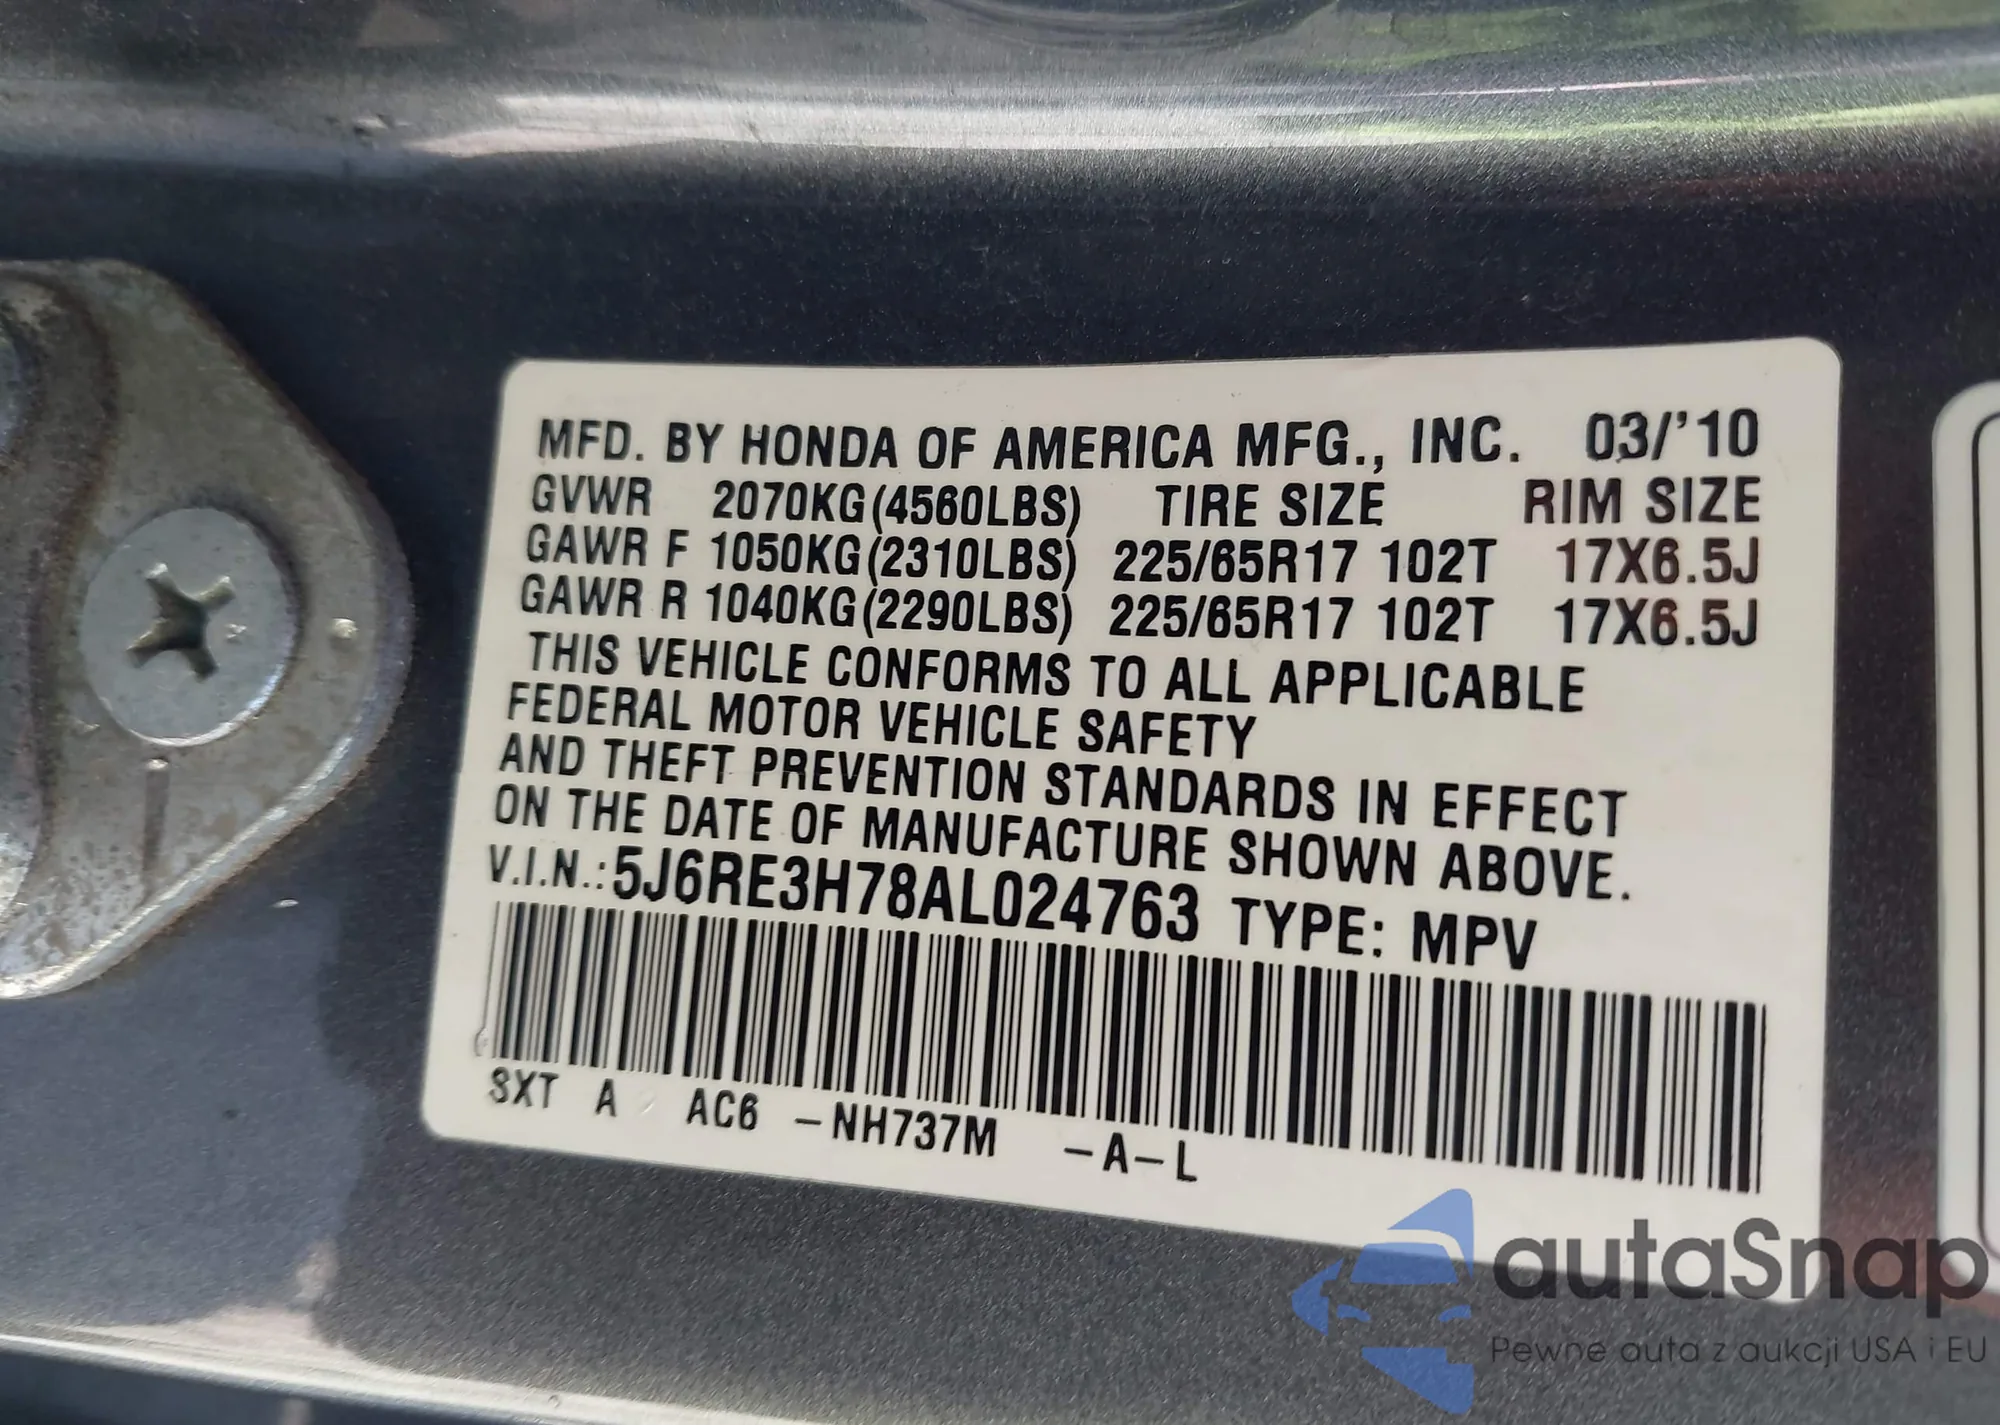 MFD. BY HONDA OF AMERICA MFG., INC. 03/'10
GVWR 2070KG(4560LBS) TIRE SIZE RIM SIZE
GAWR F 1050KG(2310LBS) 225/65R17 102T 17X6.5J
GAWR R 1040KG(2290LBS) 225/65R17 102T 17X6.5J
THIS VEHICLE CONFORMS TO ALL APPLICABLE
FEDERAL MOTOR VEHICLE SAFETY
AND THEFT PREVENTION STANDARDS IN EFFECT
ON THE DATE OF MANUFACTURE SHOWN ABOVE.
V.I.N.:5J6RE3H78AL024763 TYPE: MPV
SXT A AC6 -NH737M -A-L
autaSnap
Pewne auta z aukcji USA i EU